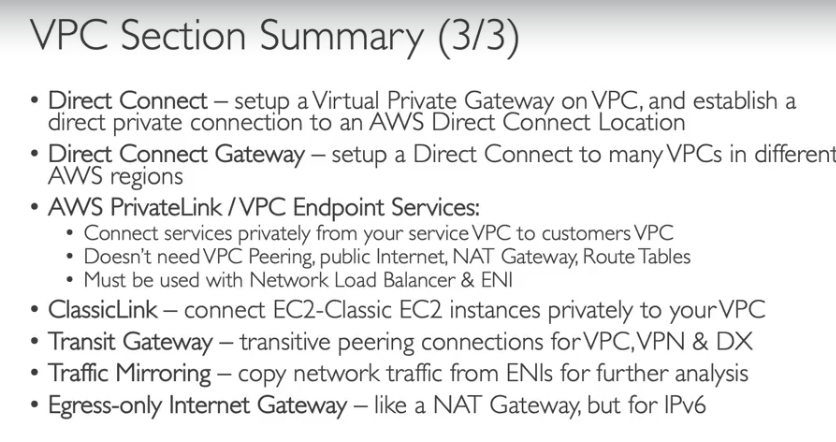 VPC Section Summary (3/3)
• Direct Connect – setup a Virtual Private Gateway on VPC, and establish a
direct private connection to an AWS Direct Connect Location
• Direct Connect Gateway – setup a Direct Connect to many VPCs in different
AWS regions
• AWS PrivateLink / VPC Endpoint Services:
• Connect services privately from your service VPC to customers VPC
• Doesn't need VPC Peering, public Internet, NAT Gateway, Route Tables
• Must be used with Network Load Balancer & ENI
• ClassicLink – connect EC2-Classic EC2 instances privately to your VPC
• Transit Gateway – transitive peering connections for VPC, VPN & DX
• Traffic Mirroring – copy network traffic from ENIs for further analysis
• Egress-only Internet Gateway – like a NAT Gateway, but for IPv6